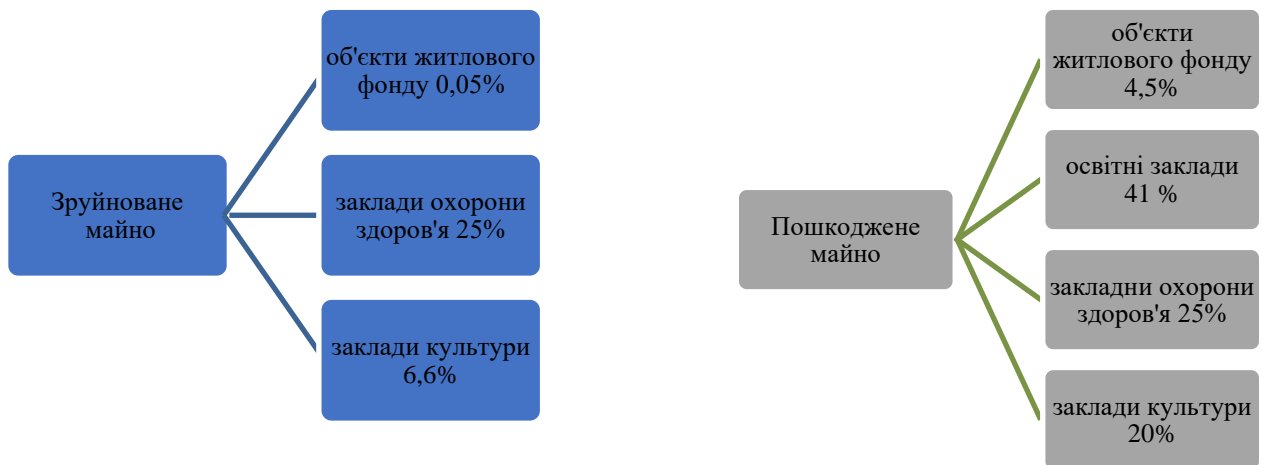 Зруйноване
майно
об'єкти житлового
фонду 0,05%
заклади охорони
здоров'я 25%
заклади культури
6,6%
Пошкоджене
майно
об'єкти
житлового фонду
4,5%
освітні заклади
41 %
закладни охорони
здоров'я 25%
заклади культури
20%